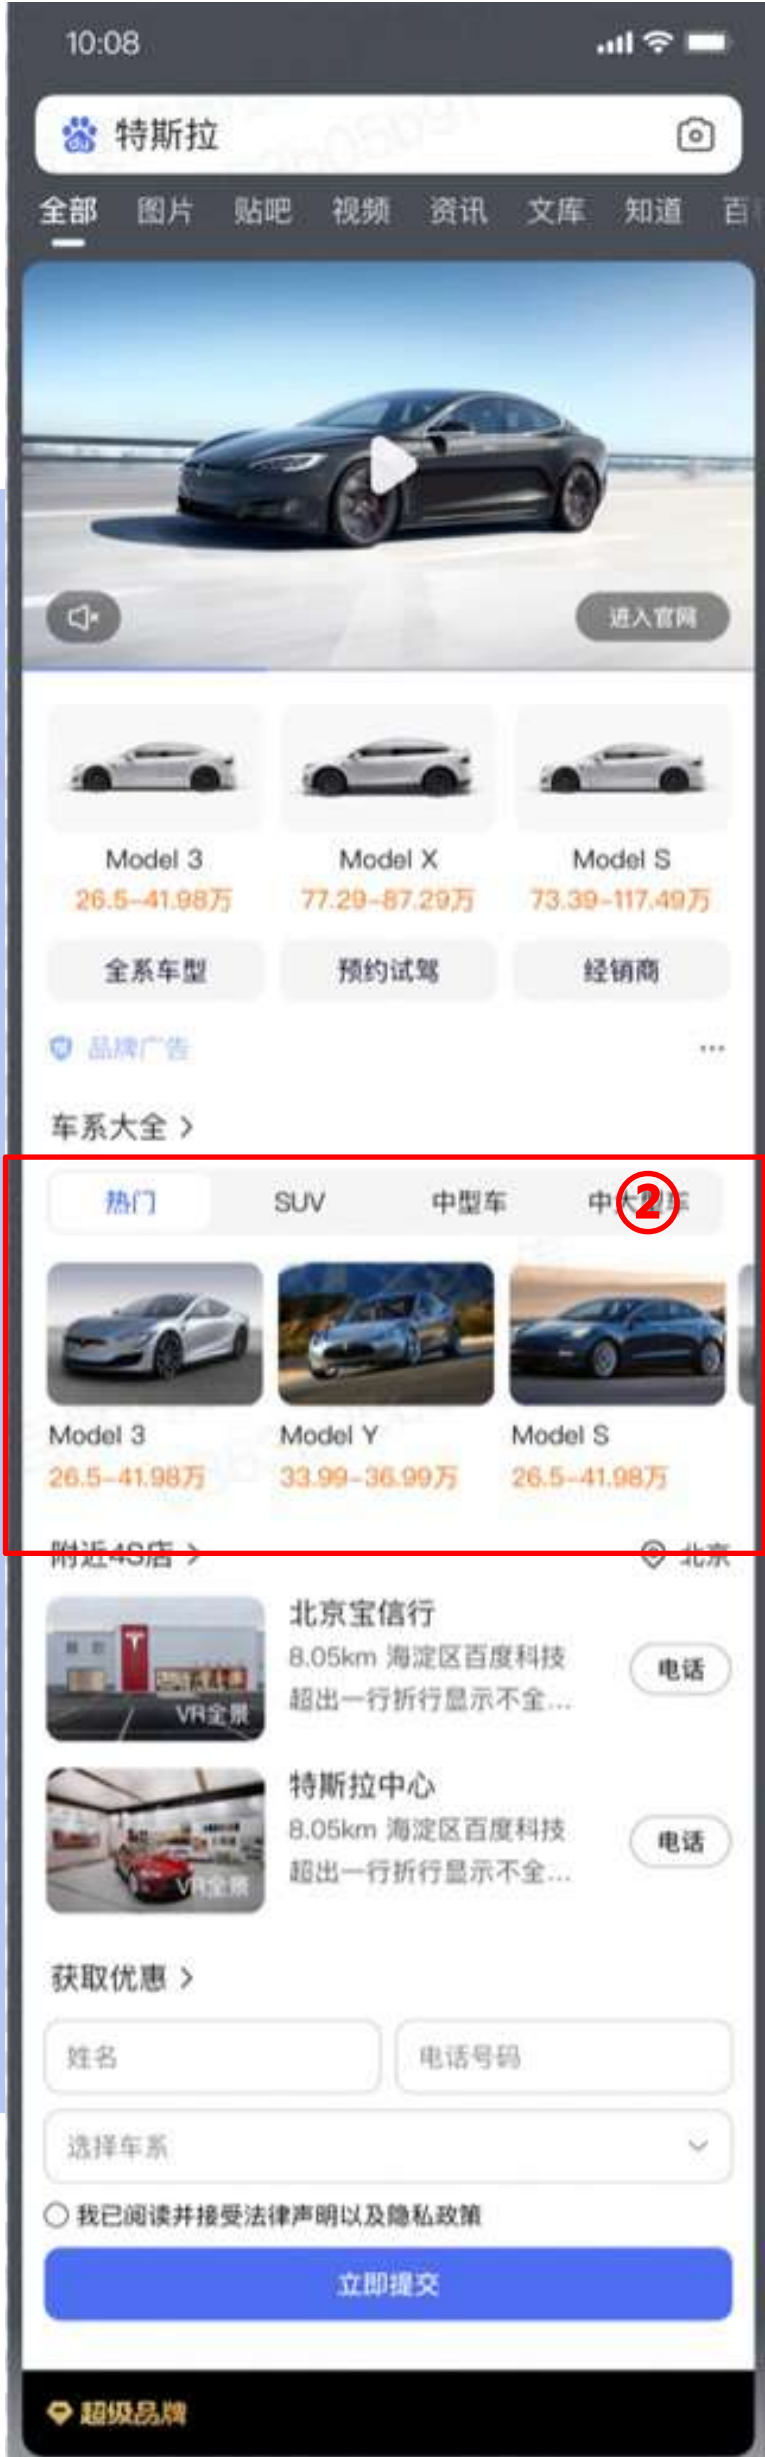 10:08
du 特斯拉
全部 图片 贴吧 视频 资讯 文库 知道 百
进入官网
Model 3 Model X Model S
26.5-41.98万 77.29-87.29万 73.39-117.49万
全系车型 预约试驾 经销商
品牌广告 ...
车系大全 >
热门 SUV 中型车 中大型车
②
Model 3 Model Y Model S
26.5-41.98万 33.99-36.99万 26.5-41.98万
附近4S店 > 北京
北京宝信行
8.05km 海淀区百度科技
超出一行折行显示不全...
电话
VR全景
特斯拉中心
8.05km 海淀区百度科技
超出一行折行显示不全...
电话
VR全景
获取优惠 >
姓名 电话号码
选择车系
我已阅读并接受法律声明以及隐私政策
立即提交
超级品牌